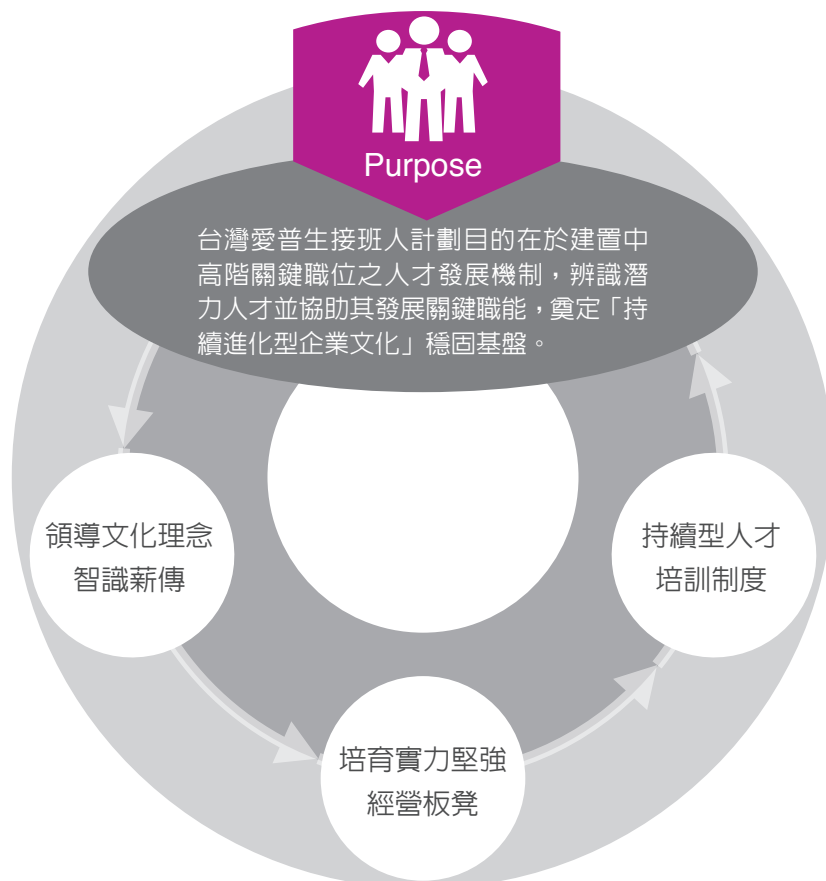 Purpose
台灣愛普生接班人計劃目的在於建置中
高階關鍵職位之人才發展機制，辨識潛
力人才並協助其發展關鍵職能，奠定「持
續進化型企業文化」穩固基盤。
領導文化理念
智識薪傳
培育實力堅強
經營板凳
持續型人才
培訓制度